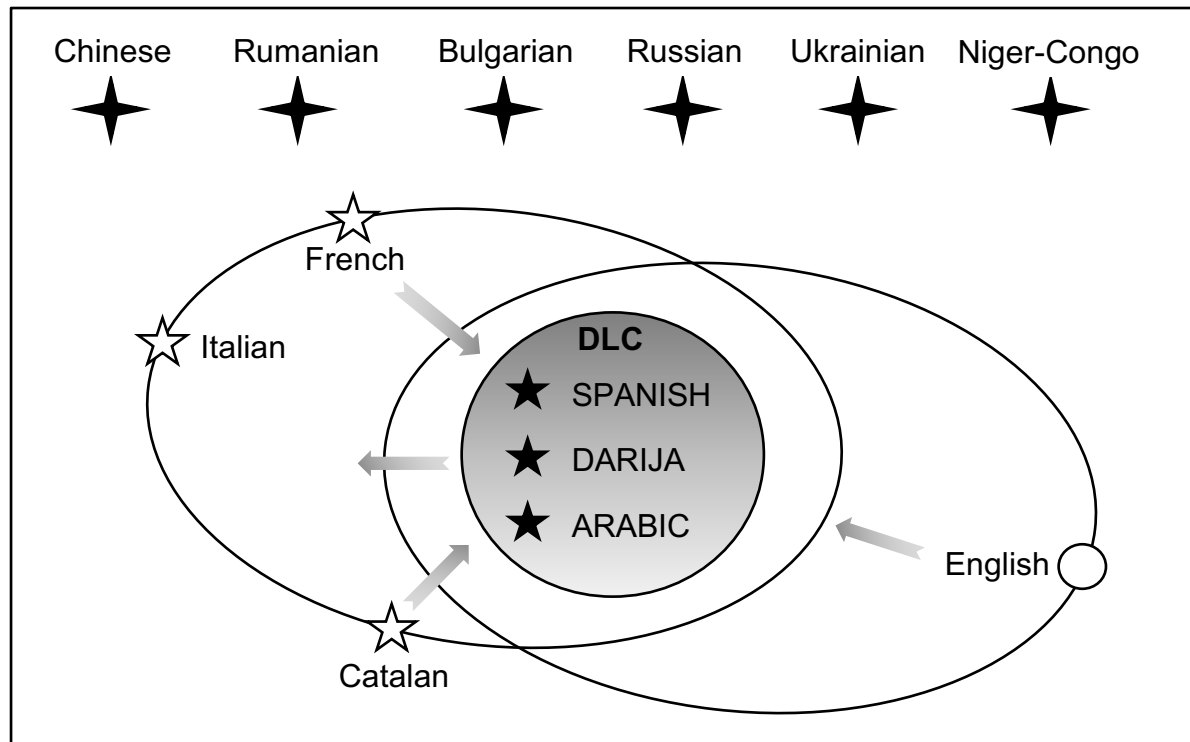 Chinese Rumanian Bulgarian Russian Ukrainian Niger-Congo
French
Italian
DLC
SPANISH
DARIJA
ARABIC
English
Catalan